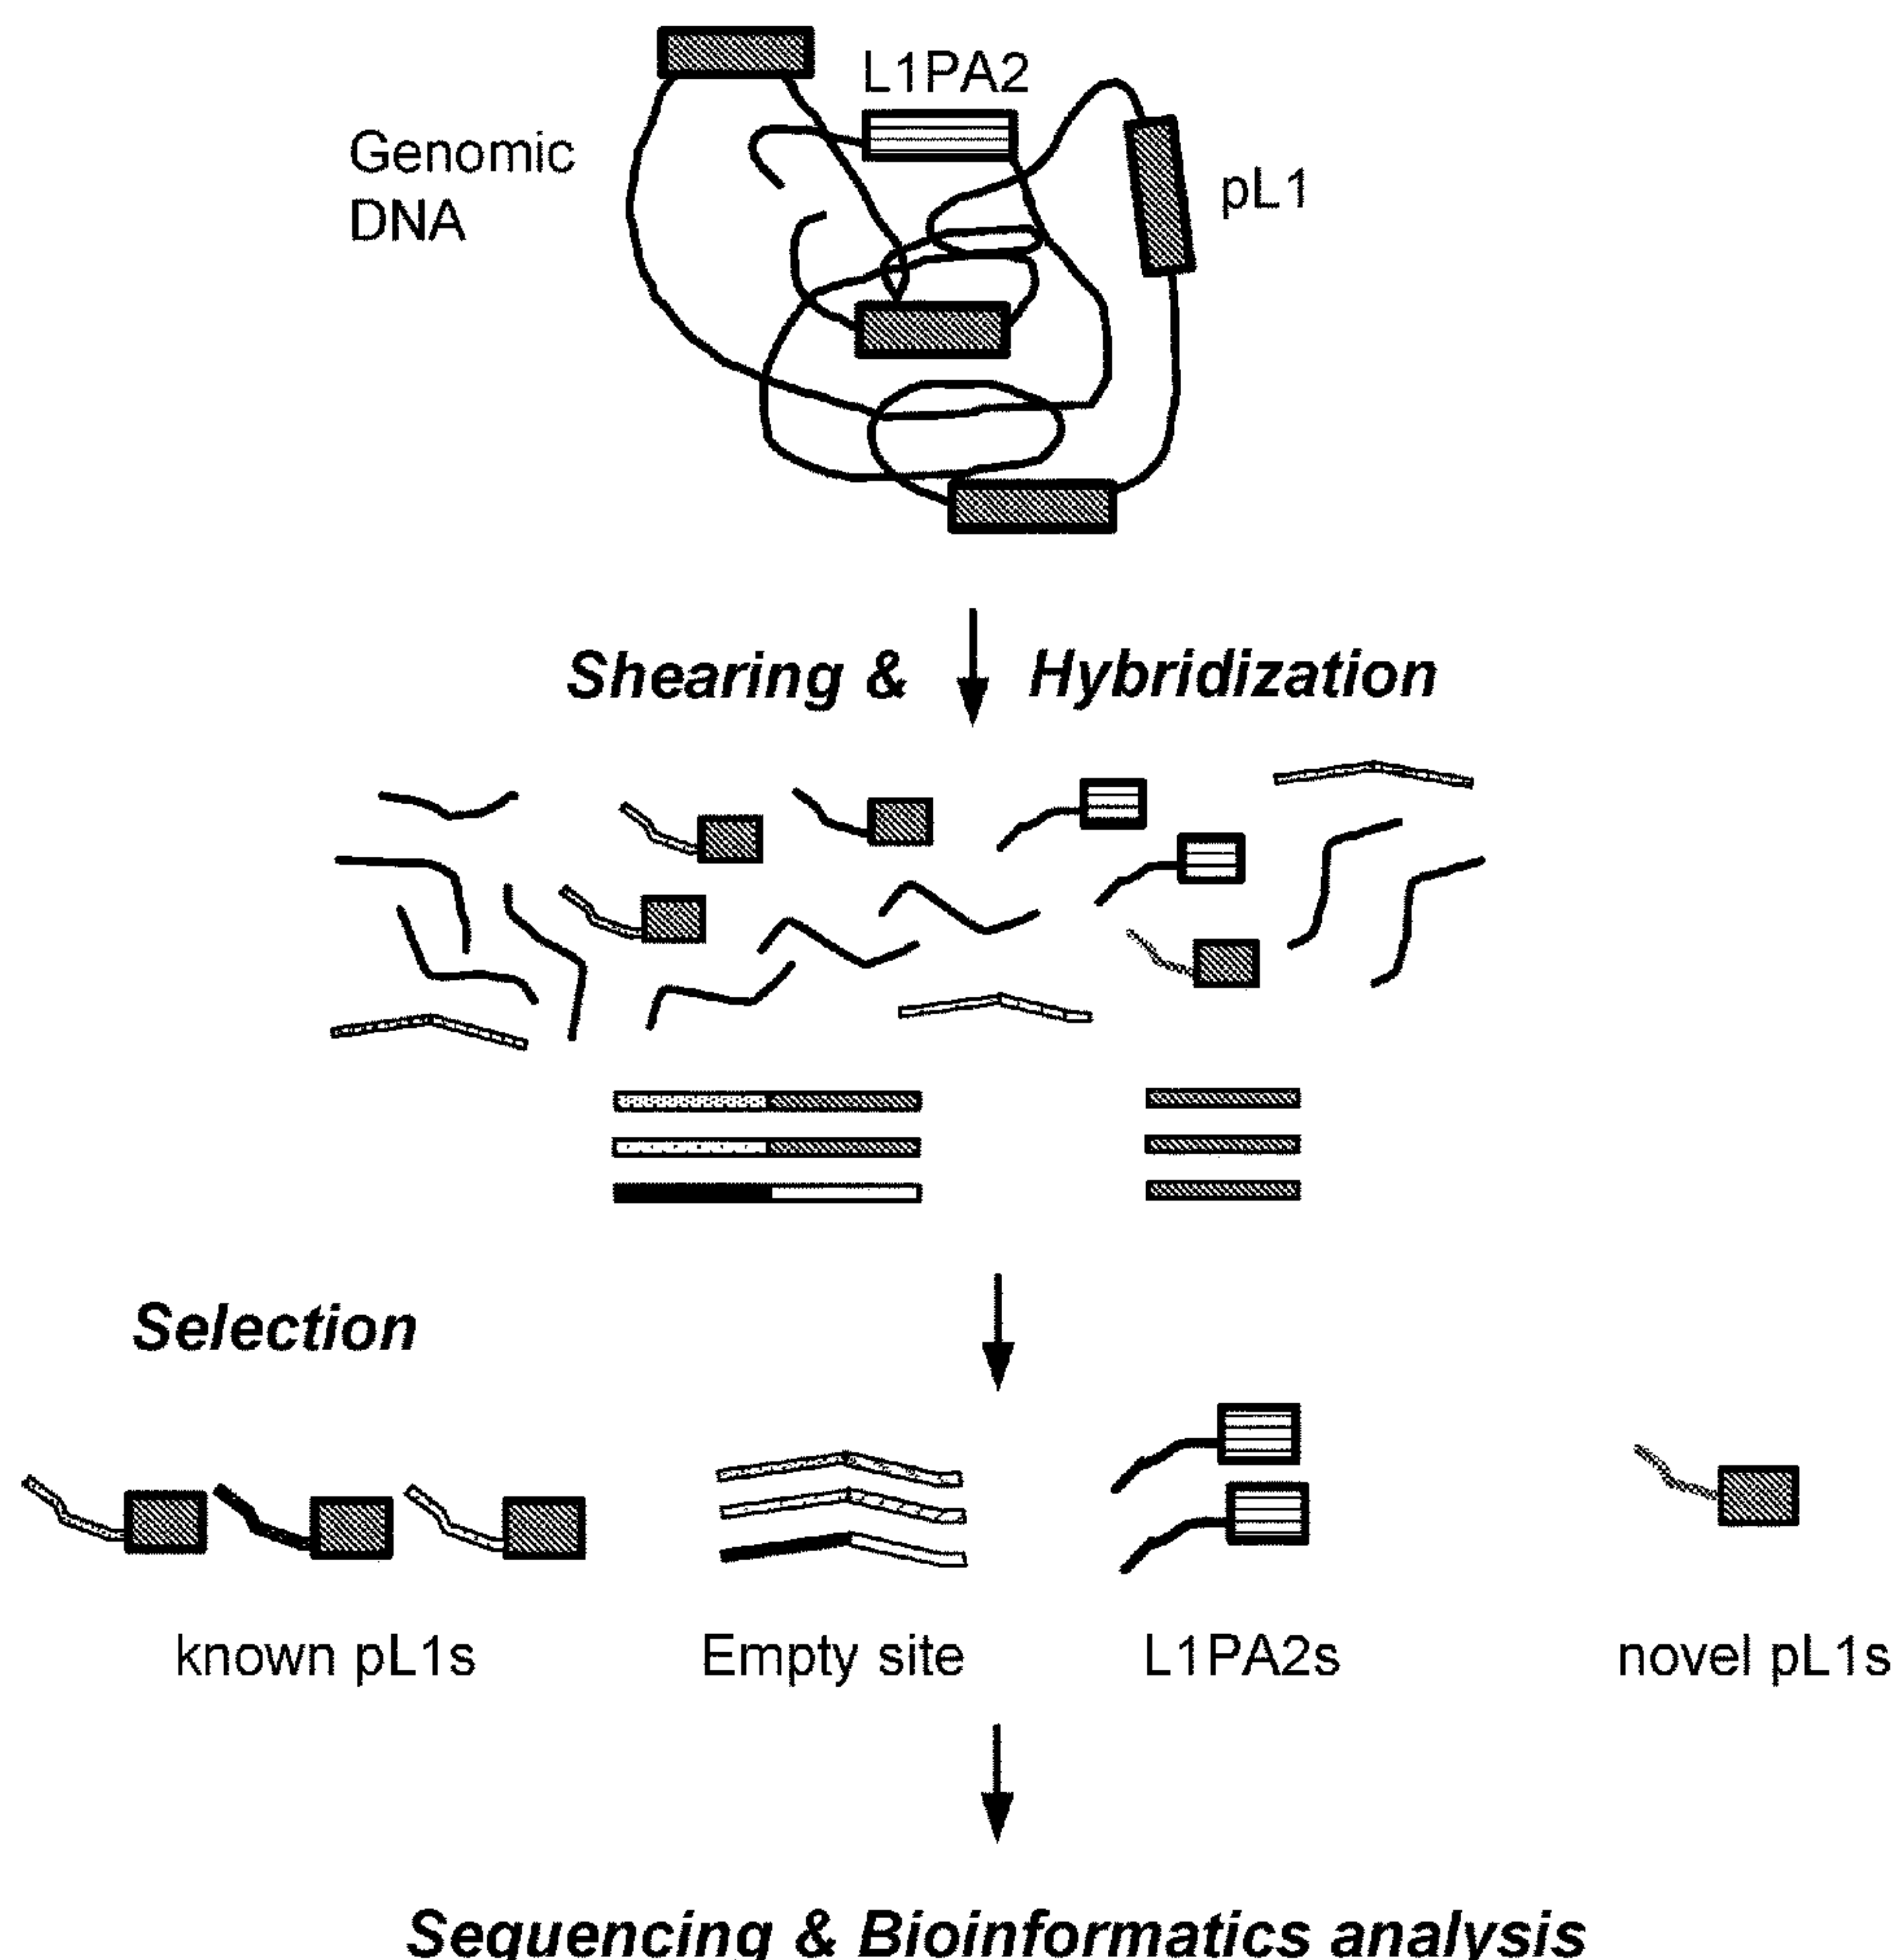 L1PA2
Genomic
DNA
pL1
Shearing & Hybridization
Selection
known pL1s Empty site L1PA2s novel pL1s
Sequencing & Bioinformatics analysis